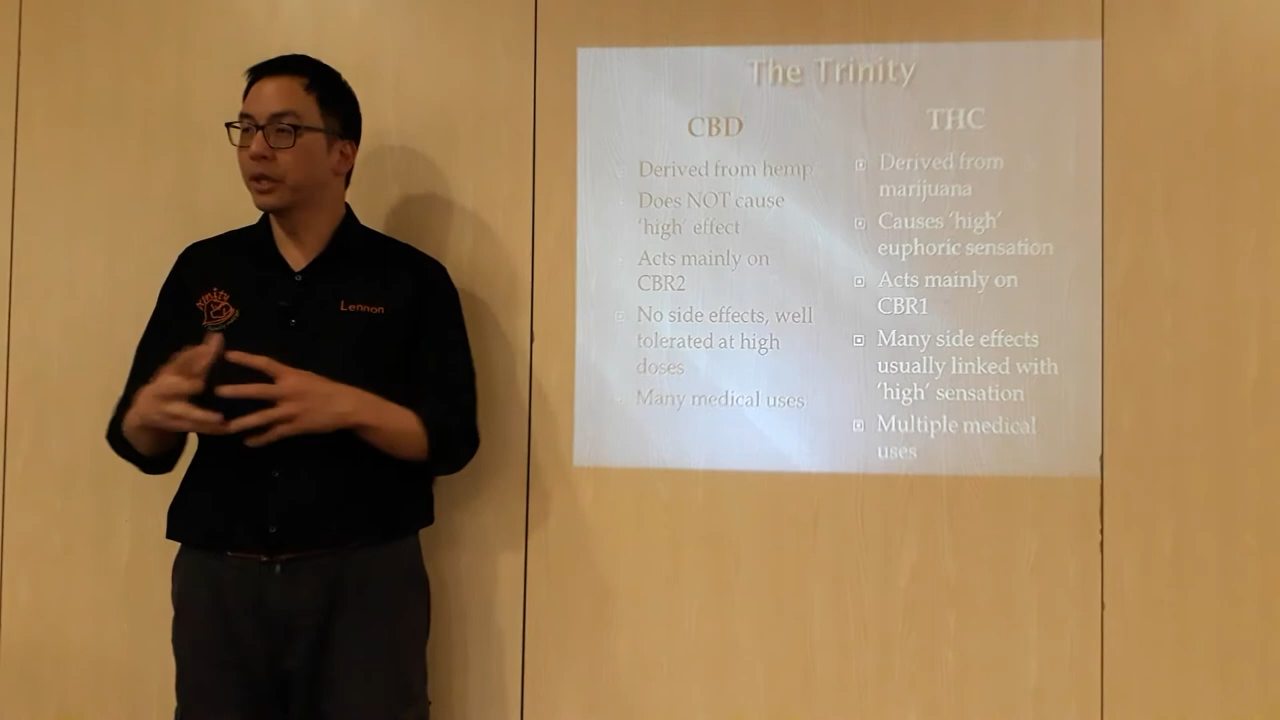 The Trinity
CBD
Derived from hemp
Does NOT cause
'high' effect
Acts mainly on
CBR2
No side effects, well
tolerated at high
doses
Many medical uses
THC
Derived from
marijuana
Causes 'high'
euphoric sensation
Acts mainly on
CBR1
Many side effects
usually linked with
'high' sensation
Multiple medical
uses
Lennon